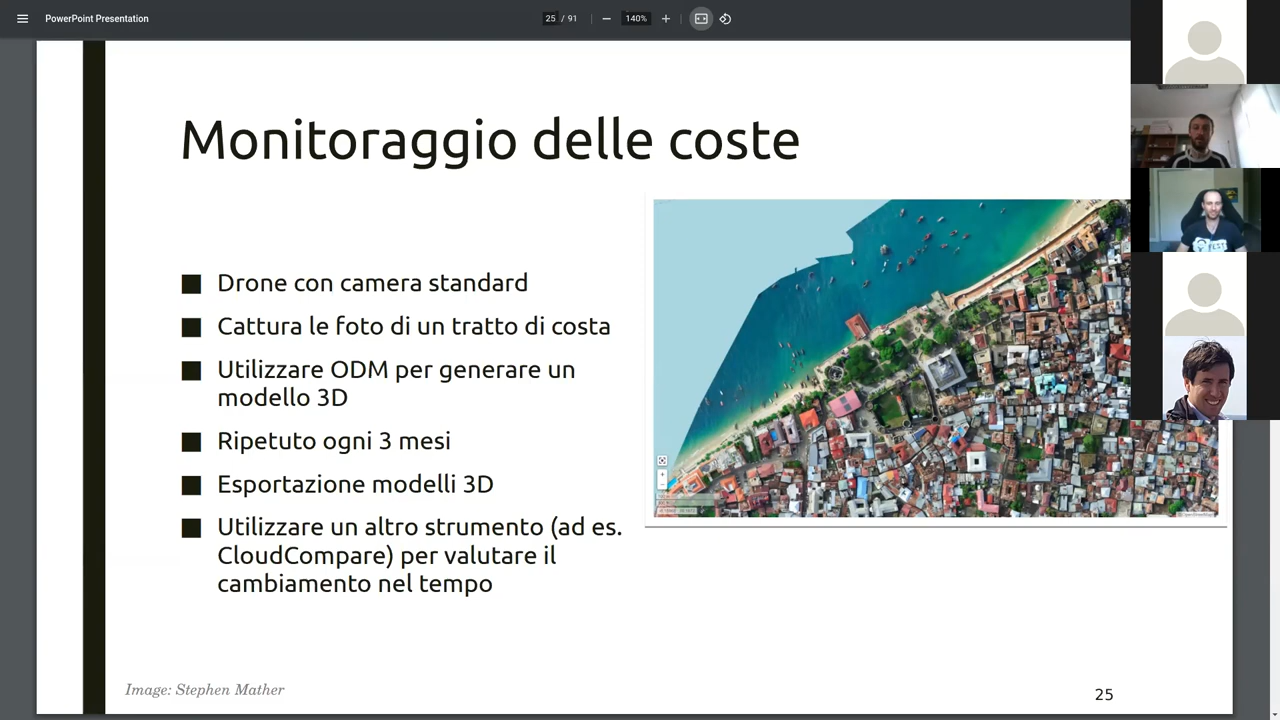 PowerPoint Presentation
25 / 91
140%
Monitoraggio delle coste
Drone con camera standard
Cattura le foto di un tratto di costa
Utilizzare ODM per generare un
modello 3D
Ripetuto ogni 3 mesi
Esportazione modelli 3D
Utilizzare un altro strumento (ad es.
CloudCompare) per valutare il
cambiamento nel tempo
Image: Stephen Mather
25